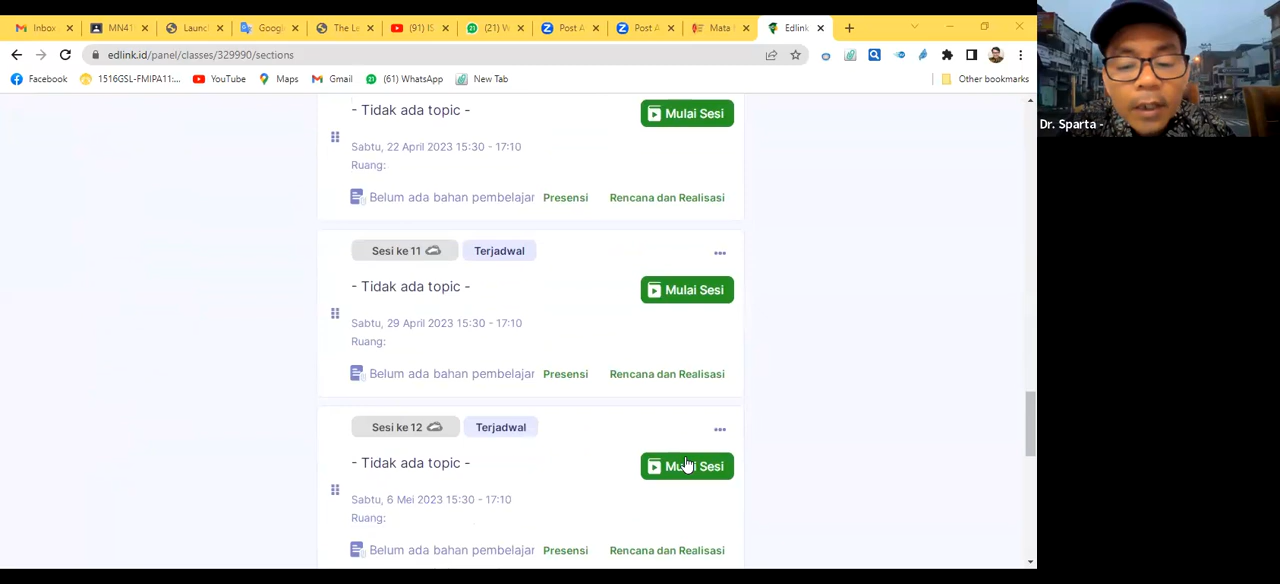 Inbox
MN41
Launch
Googl
The Le
(91) IS
(21) W
Post A
Post A
Mata
Edlink
edlink.id/panel/classes/329990/sections
Facebook
1516GSL-FMIPA11:...
YouTube
Maps
Gmail
(61) WhatsApp
New Tab
Other bookmarks
Dr. Sparta -
- Tidak ada topic -
Mulai Sesi
Sabtu, 22 April 2023 15:30 - 17:10
Ruang:
Belum ada bahan pembelajar
Presensi
Rencana dan Realisasi
Sesi ke 11
Terjadwal
- Tidak ada topic -
Mulai Sesi
Sabtu, 29 April 2023 15:30 - 17:10
Ruang:
Belum ada bahan pembelajar
Presensi
Rencana dan Realisasi
Sesi ke 12
Terjadwal
- Tidak ada topic -
Mulai Sesi
Sabtu, 6 Mei 2023 15:30 - 17:10
Ruang:
Belum ada bahan pembelajar
Presensi
Rencana dan Realisasi